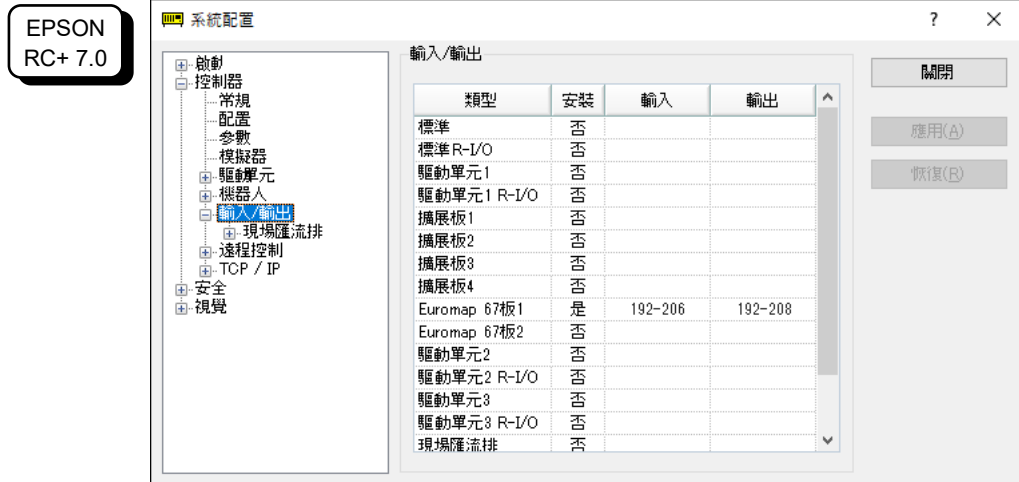 EPSON
RC+ 7.0
系統配置
?
啟動
控制器
常規
配置
參數
模擬器
驅動單元
機器人
輸入/輸出
現場匯流排
遠程控制
TCP / IP
安全
視覺
輸入/輸出
類型 安裝 輸入 輸出
標準 否
標準R-I/O 否
驅動單元1 否
驅動單元1 R-I/O 否
擴展板1 否
擴展板2 否
擴展板3 否
擴展板4 否
Euromap 67板1 是 192-206 192-208
Euromap 67板2 否
驅動單元2 否
驅動單元2 R-I/O 否
驅動單元3 否
驅動單元3 R-I/O 否
現場匯流排 否
關閉
應用(A)
恢復(R)